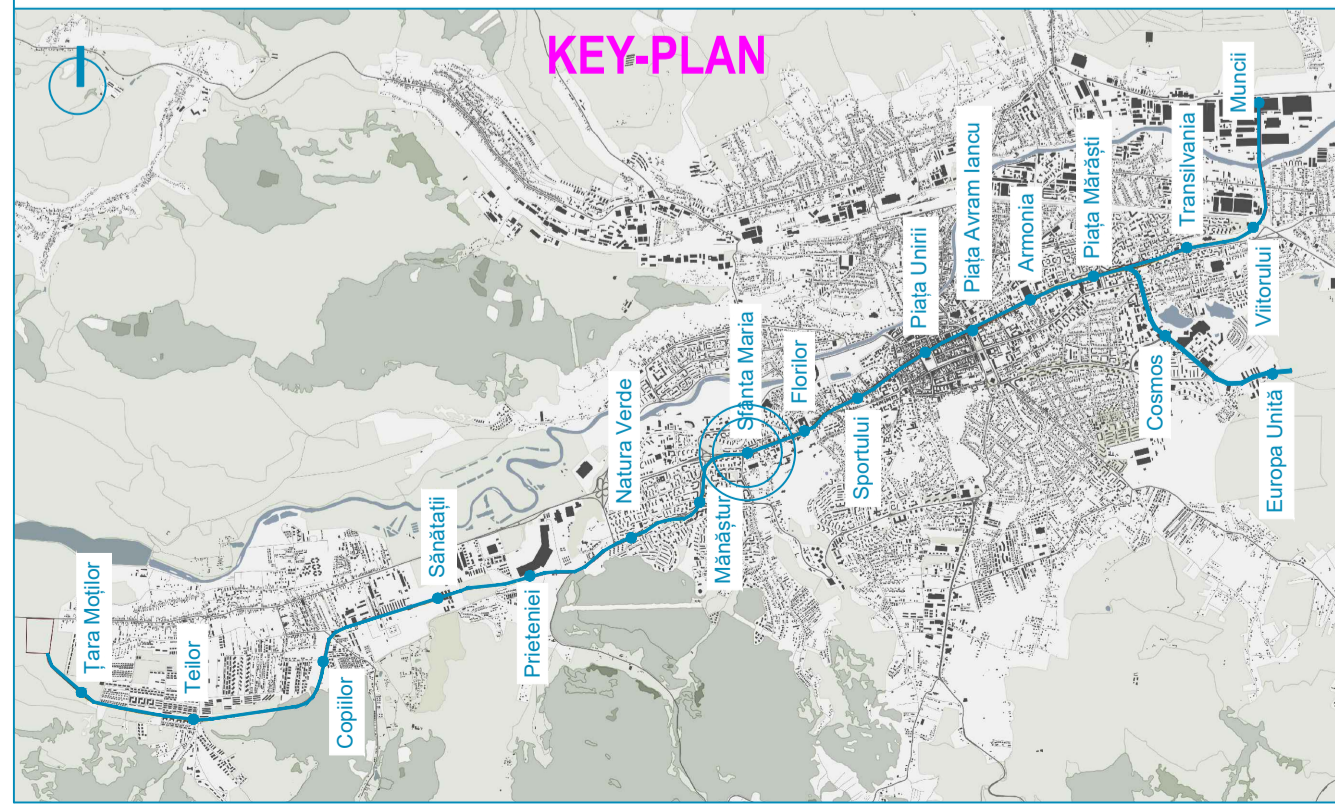 KEY-PLAN
Țara Moților
Teilor
Copiilor
Sănătații
Prieteniei
Natura Verde
Mănăștur
Sfânta Maria
Florilor
Sportului
Piața Unirii
Piața Avram Iancu
Armonia
Piața Mărăști
Transilvania
Viitorului
Muncii
Cosmos
Europa Unită